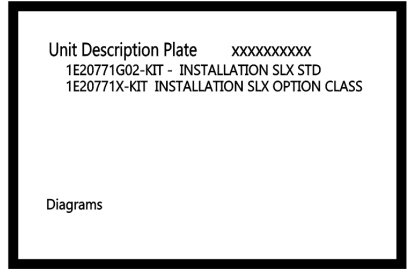 Unit Description Plate xxxxxxxxxx
1E20771G02-KIT - INSTALLATION SLX STD
1E20771X-KIT INSTALLATION SLX OPTION CLASS
Diagrams